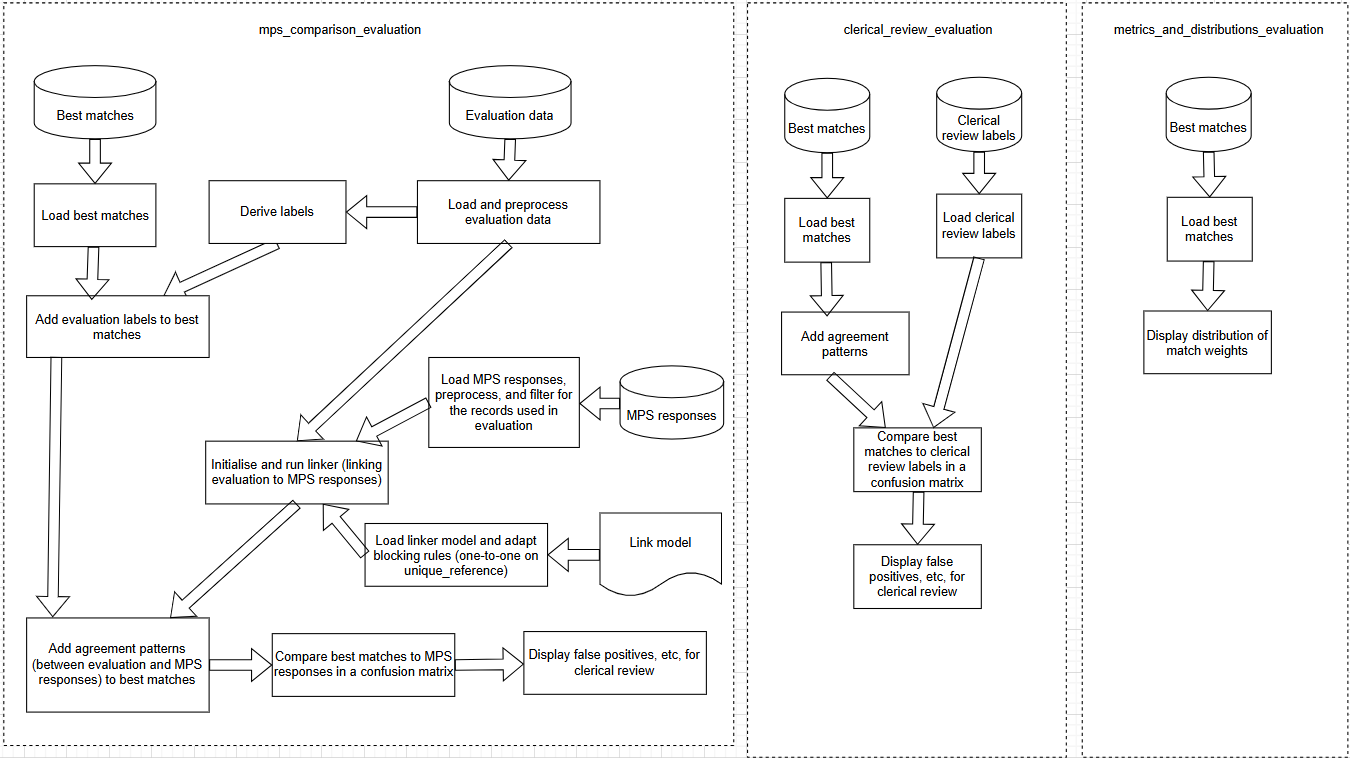 mps_comparison_evaluation
Best matches
Evaluation data
Load best matches
Derive labels
Load and preprocess
evaluation data
Add evaluation labels to best
matches
Load MPS responses,
preprocess, and filter for
the records used in
evaluation
MPS responses
Initialise and run linker (linking
evaluation to MPS responses)
Load linker model and adapt
blocking rules (one-to-one on
unique_reference)
Link model
Add agreement patterns
(between evaluation and MPS
responses) to best matches
Compare best matches to MPS
responses in a confusion matrix
Display false positives, etc, for
clerical review
clerical_review_evaluation
Best matches
Clerical
review labels
Load best
matches
Load clerical
review labels
Add agreement
patterns
Compare best
matches to clerical
review labels in a
confusion matrix
Display false
positives, etc, for
clerical review
metrics_and_distributions_evaluation
Best matches
Load best
matches
Display distribution of
match weights